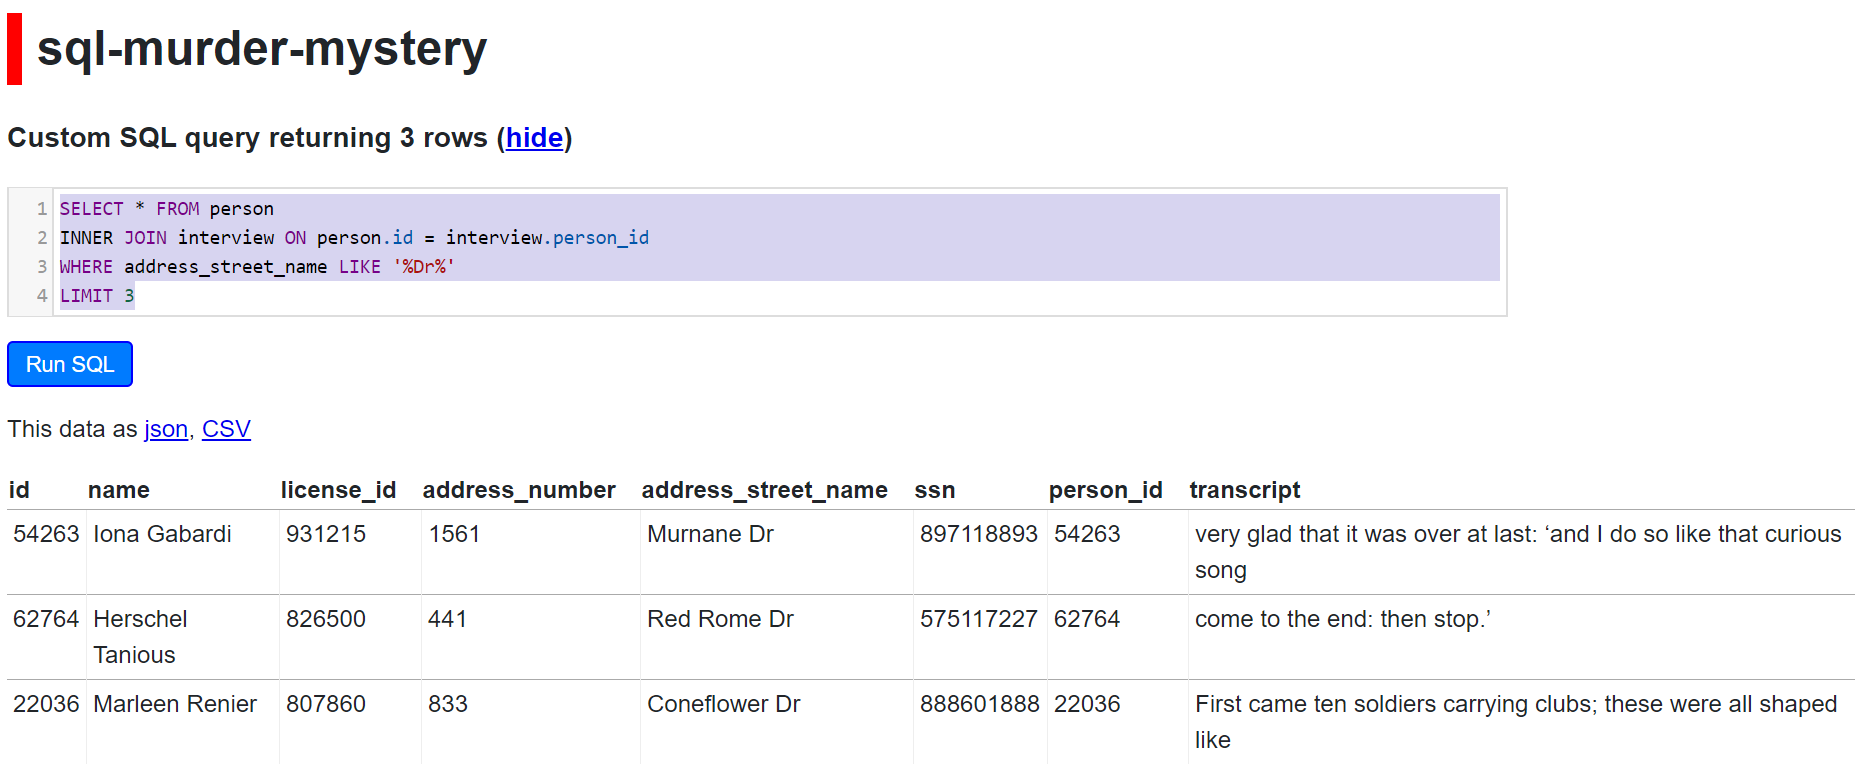 sql-murder-mystery
Custom SQL query returning 3 rows (hide)
1 SELECT * FROM person
2 INNER JOIN interview ON person.id = interview.person_id
3 WHERE address_street_name LIKE '%Dr%'
4 LIMIT 3
Run SQL
This data as json, CSV
id name license_id address_number address_street_name ssn person_id transcript
54263 Iona Gabardi 931215 1561 Murnane Dr 897118893 54263 very glad that it was over at last: ‘and I do so like that curious
song
62764 Herschel 826500 441 Red Rome Dr 575117227 62764 come to the end: then stop.’
Tanious
22036 Marleen Renier 807860 833 Coneflower Dr 888601888 22036 First came ten soldiers carrying clubs; these were all shaped
like